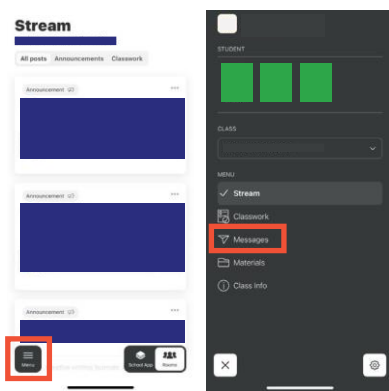 Stream
All posts Announcements Classwork
Announcement
Announcement
Announcement
Menu
School App
Rooms
STUDENT
CLASS
MENU
Stream
Classwork
Messages
Materials
Class Info